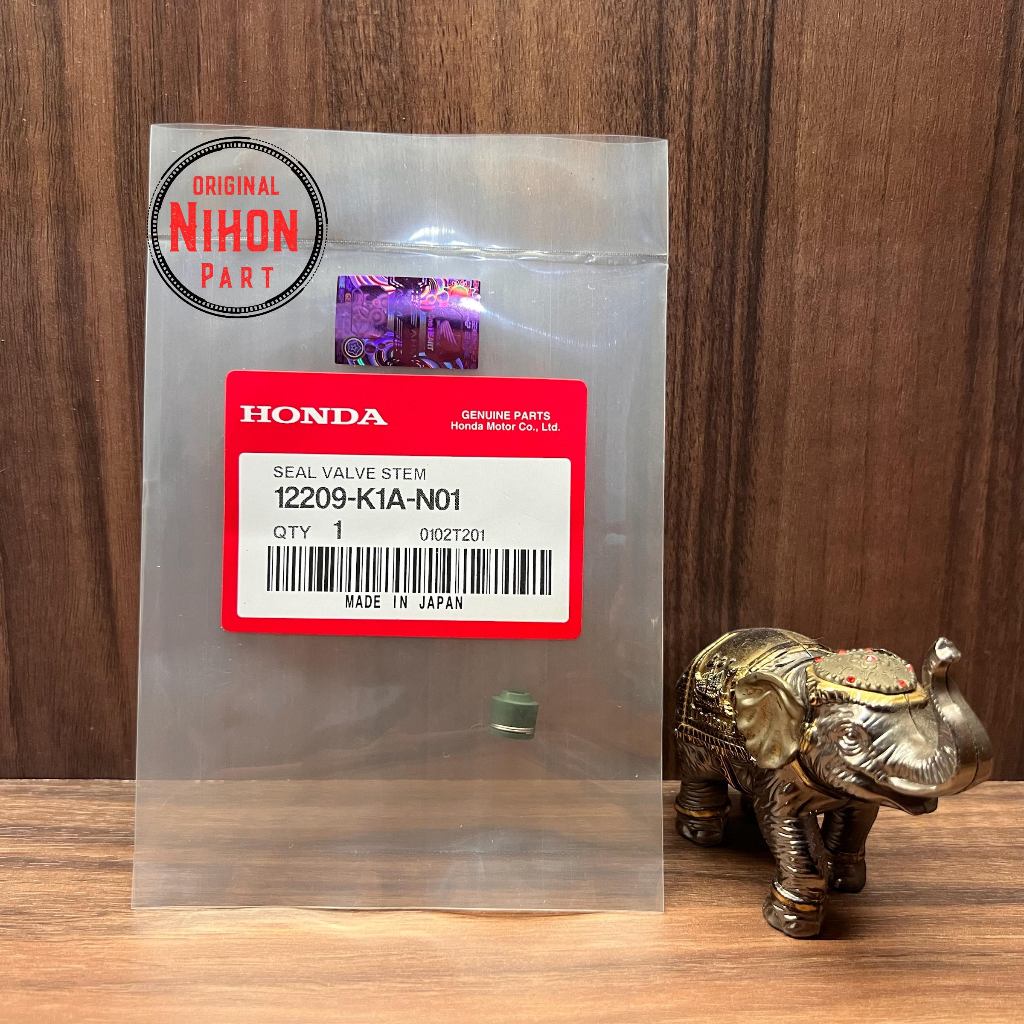 ORIGINAL
NIHON
PART
HONDA
GENUINE PARTS
Honda Motor Co., Ltd.
SEAL VALVE STEM
12209-K1A-N01
QTY 1 0102T201
MADE IN JAPAN